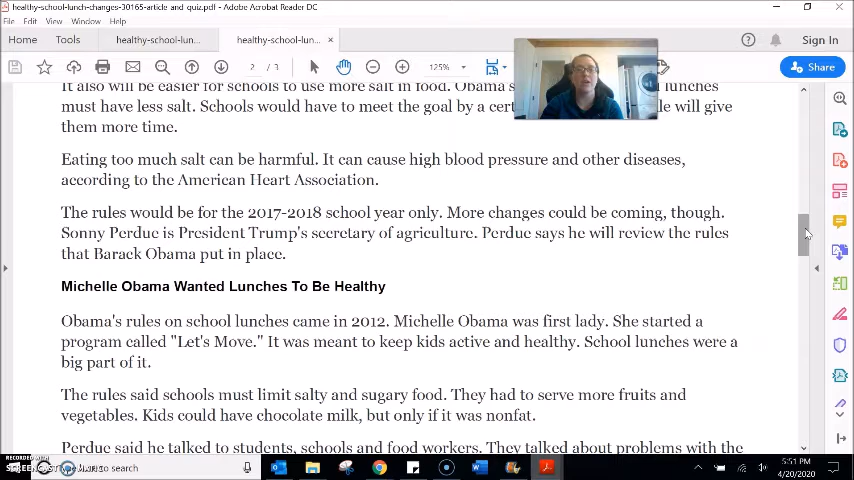 healthy-school-lunch-changes-30165-article and quiz.pdf - Adobe Acrobat Reader DC
File Edit View Window Help
Home Tools healthy-school-lun... healthy-school-lun... × Sign In
2 / 3 125% Share
It also will be easier for schools to use more salt in food. Obama's lunches
must have less salt. Schools would have to meet the goal by a cert le will give
them more time.
Eating too much salt can be harmful. It can cause high blood pressure and other diseases,
according to the American Heart Association.
The rules would be for the 2017-2018 school year only. More changes could be coming, though.
Sonny Perdue is President Trump's secretary of agriculture. Perdue says he will review the rules
that Barack Obama put in place.
Michelle Obama Wanted Lunches To Be Healthy
Obama's rules on school lunches came in 2012. Michelle Obama was first lady. She started a
program called "Let's Move." It was meant to keep kids active and healthy. School lunches were a
big part of it.
The rules said schools must limit salty and sugary food. They had to serve more fruits and
vegetables. Kids could have chocolate milk, but only if it was nonfat.
Perdue said he talked to students, schools and food workers. They talked about problems with the
RECORDED WITH
to search
5:51 PM
4/20/2020